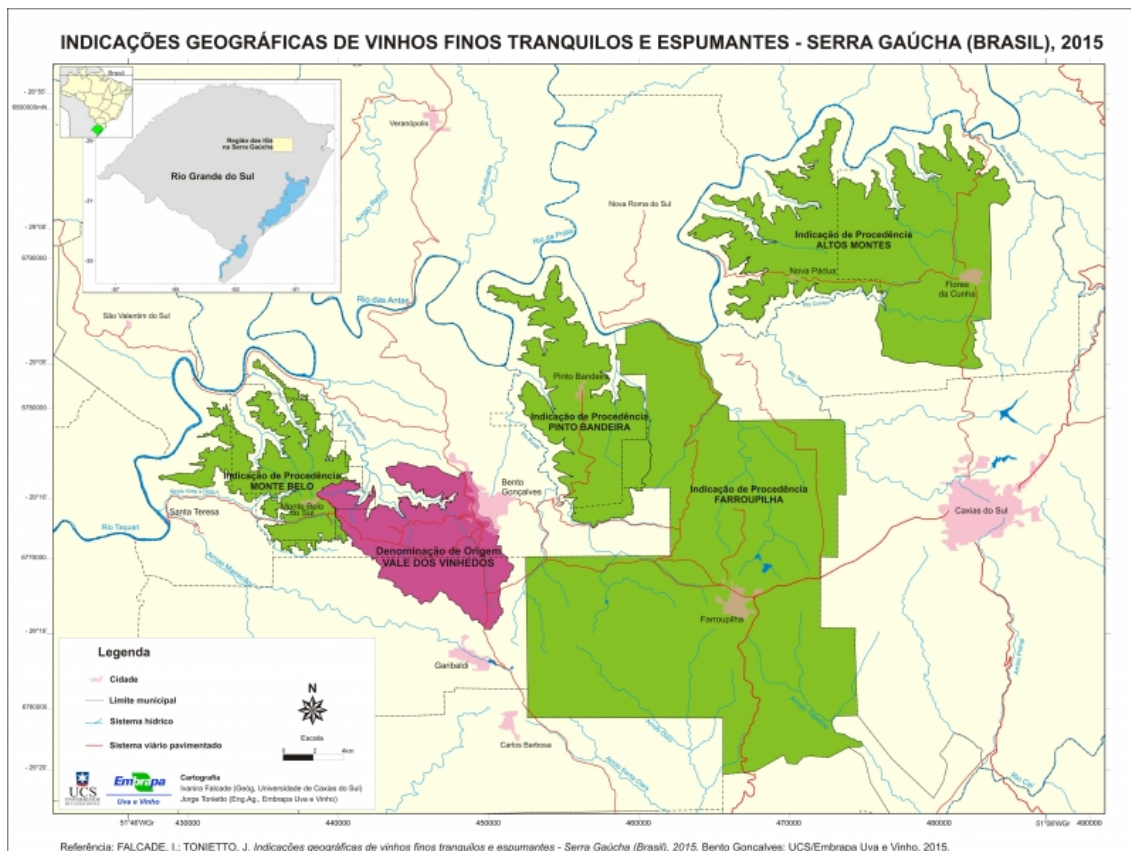 INDICAÇÕES GEOGRÁFICAS DE VINHOS FINOS TRANQUILOS E ESPUMANTES - SERRA GAÚCHA (BRASIL), 2015
Brasil
Região das IGs
na Serra Gaúcha
Rio Grande do Sul
Veranópolis
Nova Roma do Sul
Rio da Prata
Indicação de Procedência
ALTOS MONTES
Nova Pádua
Flores
da Cunha
Rio das Antas
São Valentim do Sul
Pinto Bandeira
Indicação de Procedência
PINTO BANDEIRA
Indicação de Procedência
MONTE BELO
Monte Belo
do Sul
Santa Teresa
Rio Taquari
Bento
Gonçalves
Indicação de Procedência
FARROUPILHA
Caxias do Sul
Denominação de Origem
VALE DOS VINHEDOS
Farroupilha
Garibaldi
Carlos Barbosa
Rio Caí
Legenda
Cidade
Limite municipal
Sistema hídrico
Sistema viário pavimentado
N
Escala
0 2 4km
UCS
Embrapa
Uva e Vinho
Cartografia
Ivanira Falcade (Geóg, Universidade de Caxias do Sul)
Jorge Tonietto (Eng.Ag., Embrapa Uva e Vinho)
430000 440000 450000 460000 470000 480000 490000
Referência: FALCADE, I.; TONIETTO, J. Indicações geográficas de vinhos finos tranquilos e espumantes - Serra Gaúcha (Brasil), 2015. Bento Gonçalves: UCS/Embrapa Uva e Vinho, 2015.